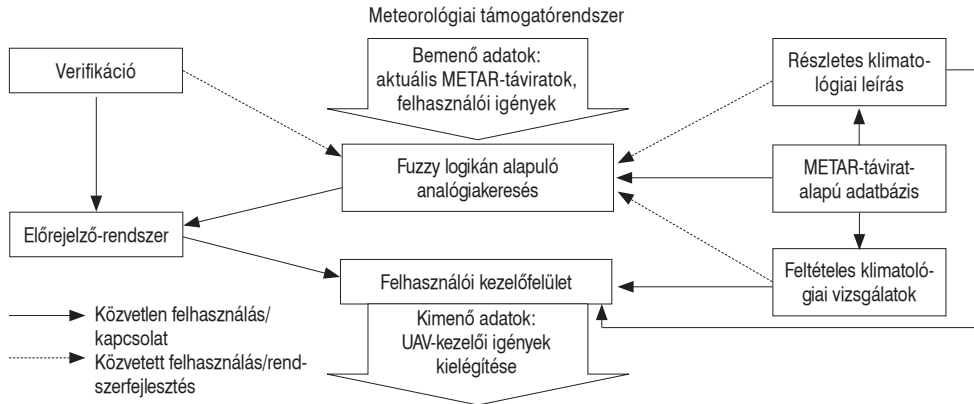 Meteorológiai támogatórendszer
Verifikáció
Bemenő adatok:
aktuális METAR-táviratok,
felhasználói igények
Részletes klimato-
lógiai leírás
Fuzzy logikán alapuló
analógiakeresés
METAR-távirat-
alapú adatbázis
Előrejelző-rendszer
Felhasználói kezelőfelület
Feltételes klimatoló-
giai vizsgálatok
Közvetlen felhasználás/
kapcsolat
Közvetett felhasználás/rend-
szerfejlesztés
Kimenő adatok:
UAV-kezelői igények
kielégítése